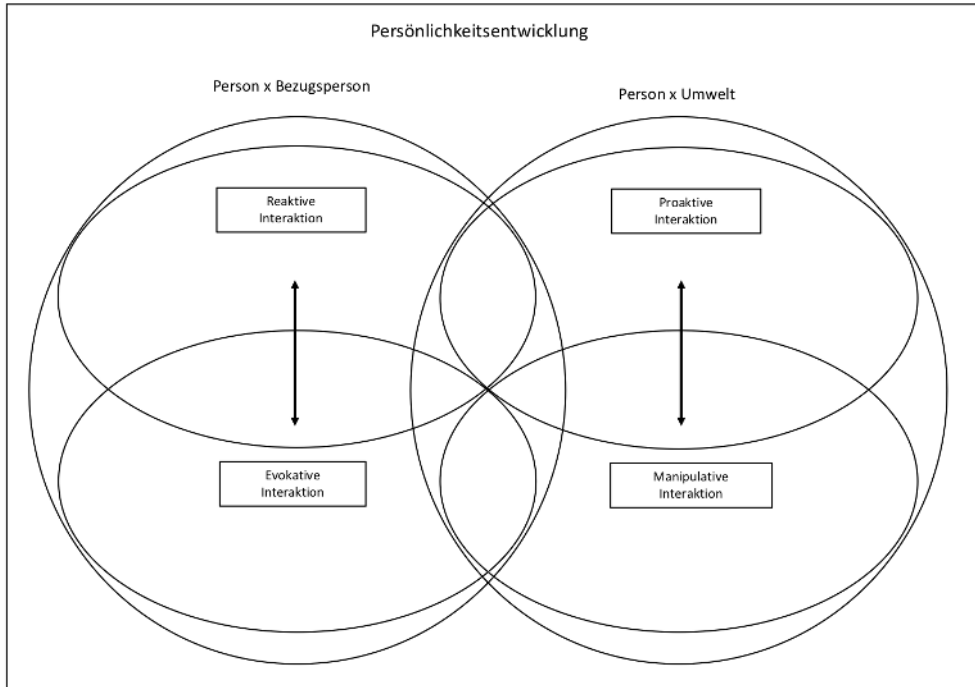 Persönlichkeitsentwicklung
Person x Bezugsperson
Person x Umwelt
Reaktive
Interaktion
Proaktive
Interaktion
Evokative
Interaktion
Manipulative
Interaktion